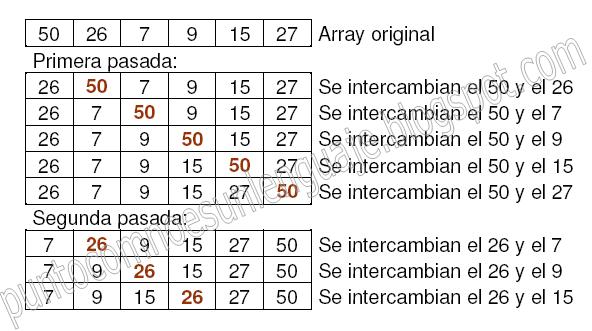 50 26 7 9 15 27 Array original
Primera pasada:
26 50 7 9 15 27 Se intercambian el 50 y el 26
26 7 50 9 15 27 Se intercambian el 50 y el 7
26 7 9 50 15 27 Se intercambian el 50 y el 9
26 7 9 15 50 27 Se intercambian el 50 y el 15
26 7 9 15 27 50 Se intercambian el 50 y el 27
Segunda pasada:
7 26 9 15 27 50 Se intercambian el 26 y el 7
7 9 26 15 27 50 Se intercambian el 26 y el 9
7 9 15 26 27 50 Se intercambian el 26 y el 15
puntocomnoesunlenguaje.blogspot.com